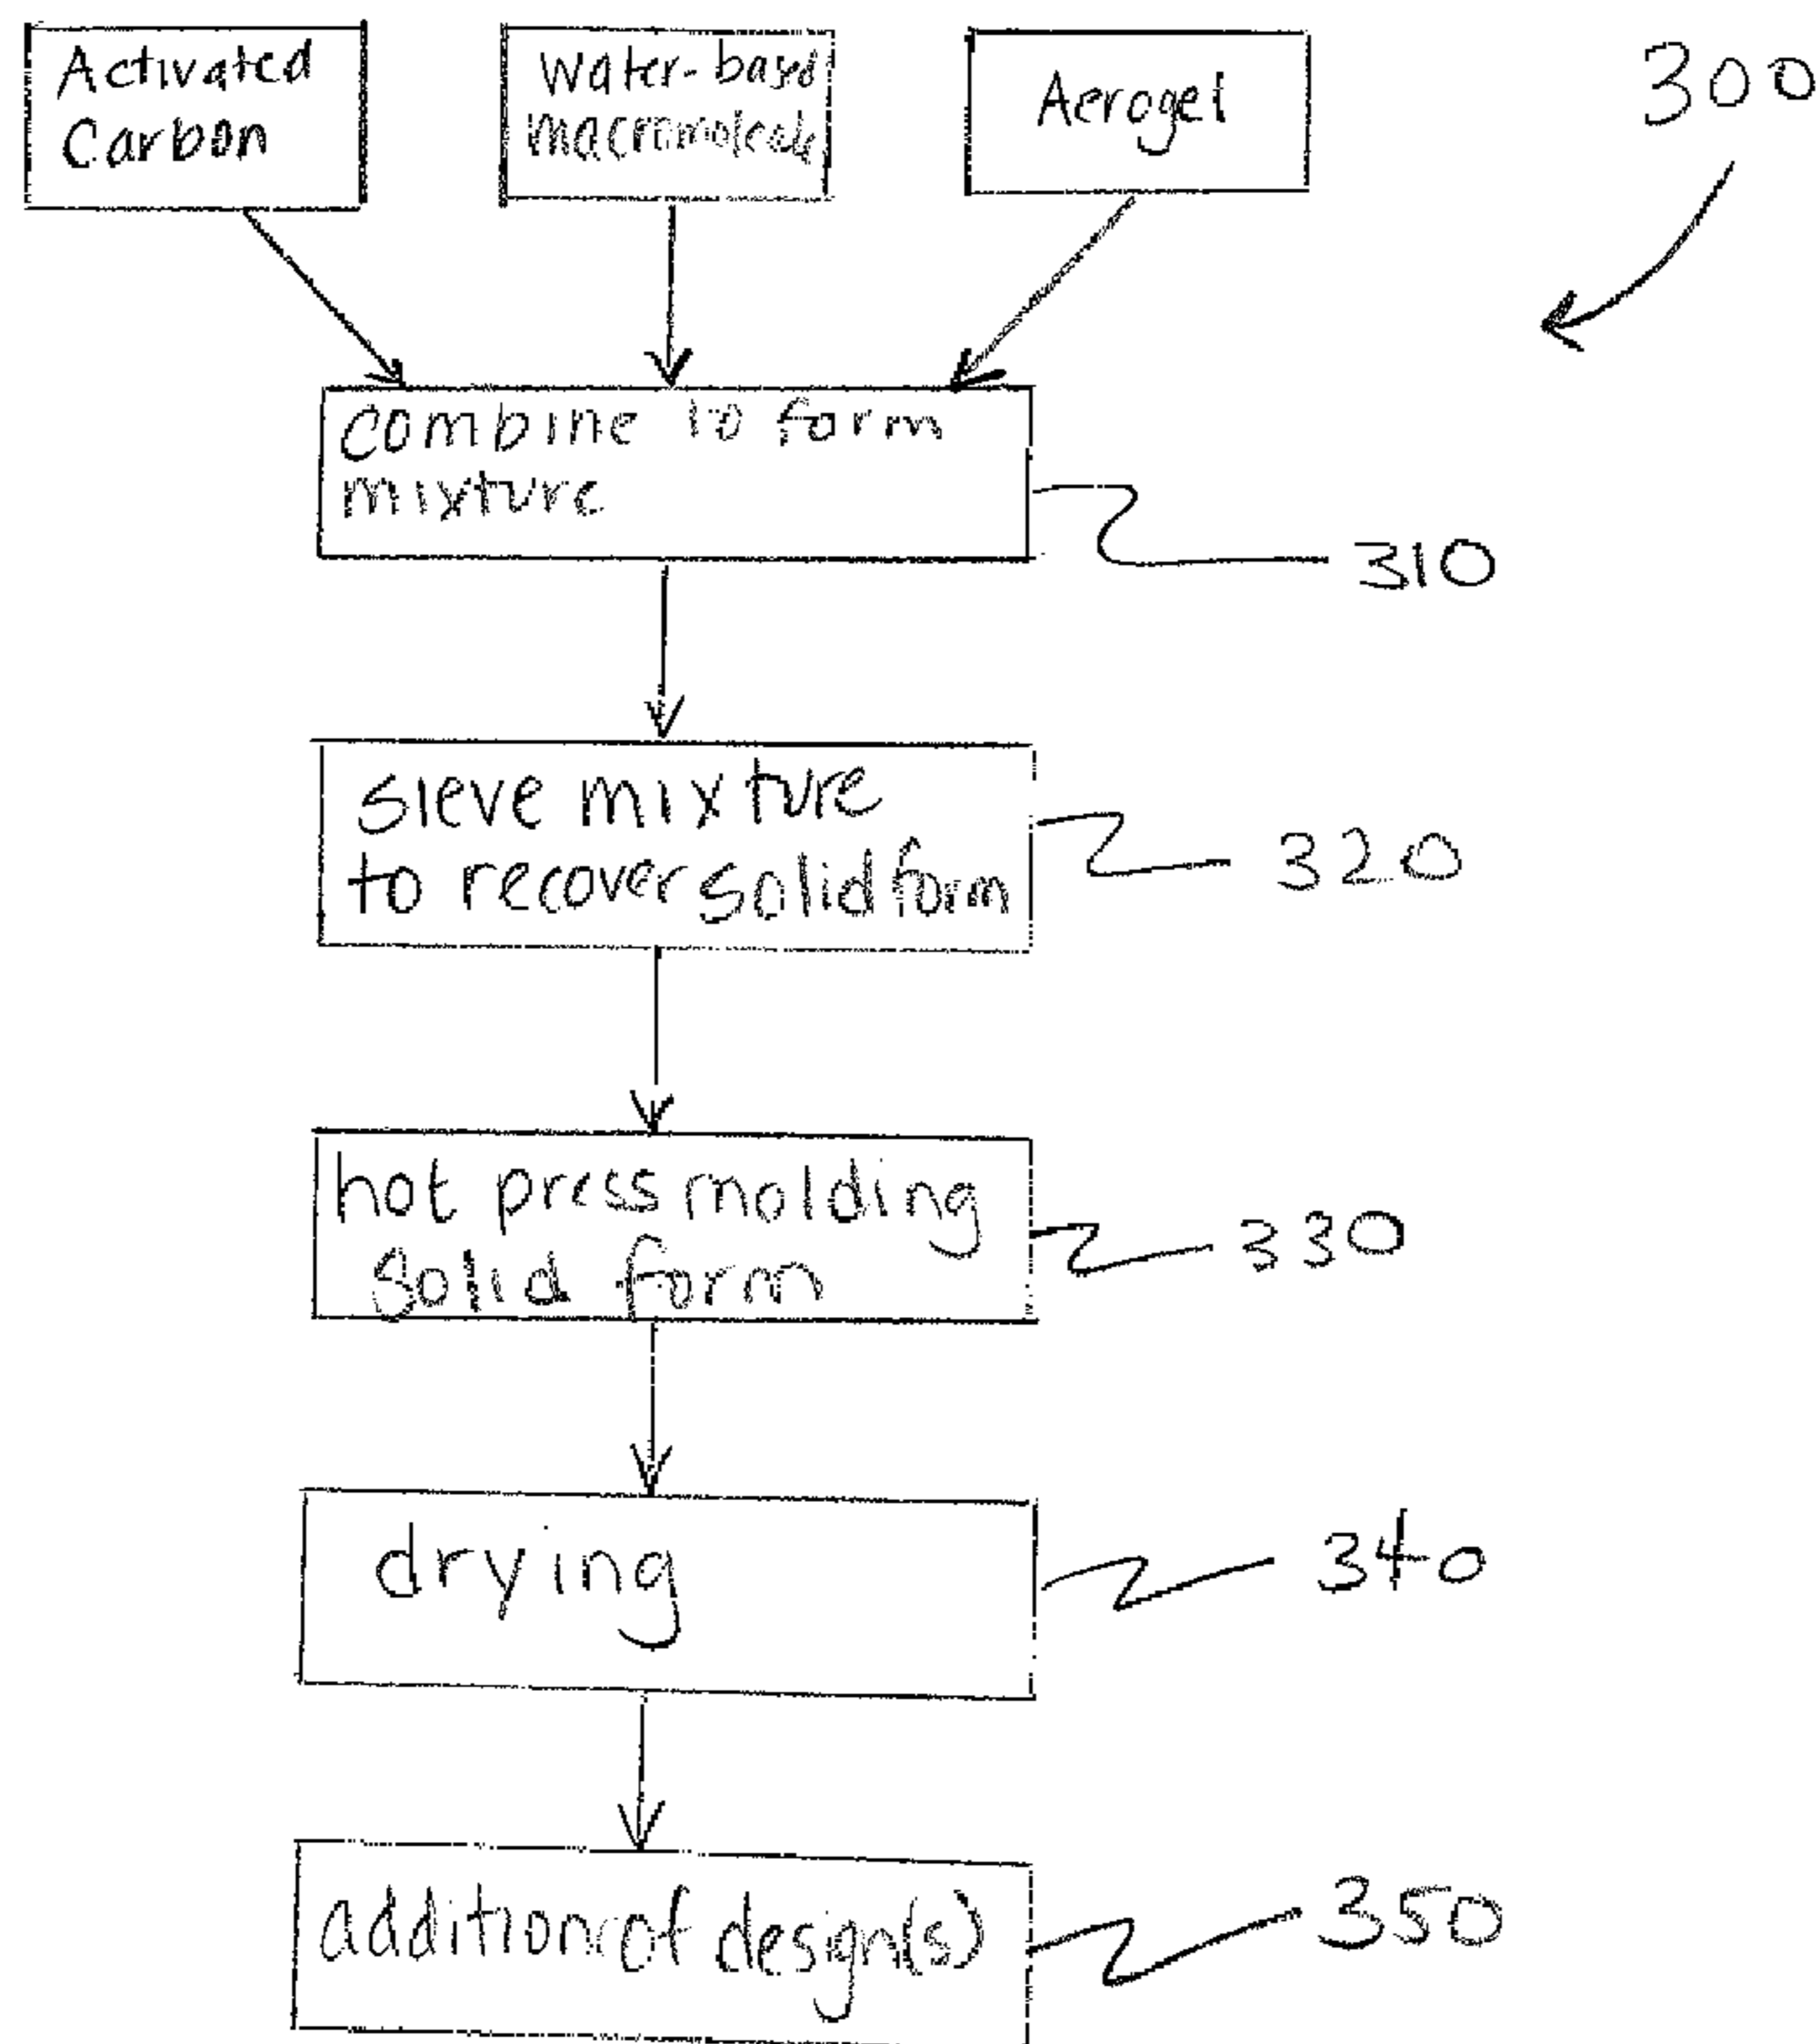 Activated
Carbon
Water-based
macromolecule
Aerogel
300
combine to form
mixture
310
sieve mixture
to recover solid form
320
hot press molding
solid form
330
drying
340
addition of design(s)
350